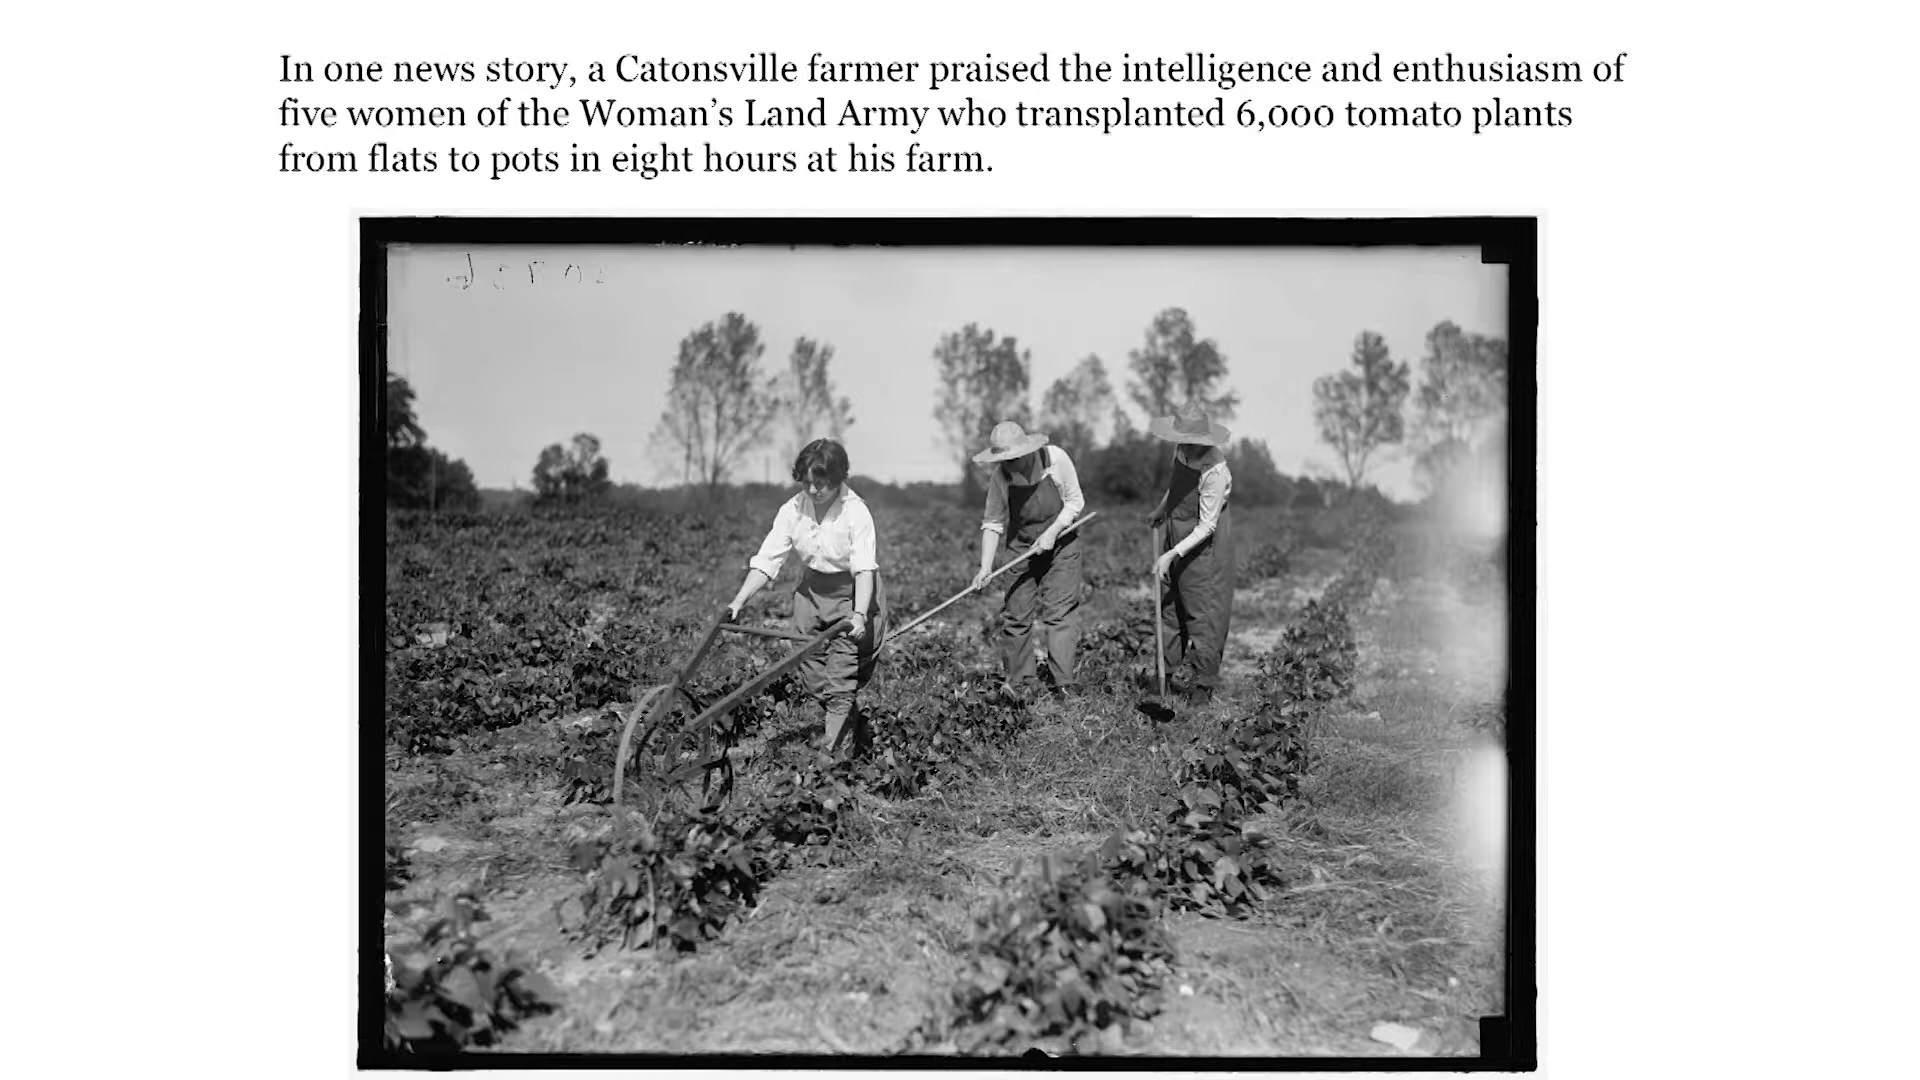 In one news story, a Catonsville farmer praised the intelligence and enthusiasm of
five women of the Woman’s Land Army who transplanted 6,000 tomato plants
from flats to pots in eight hours at his farm.